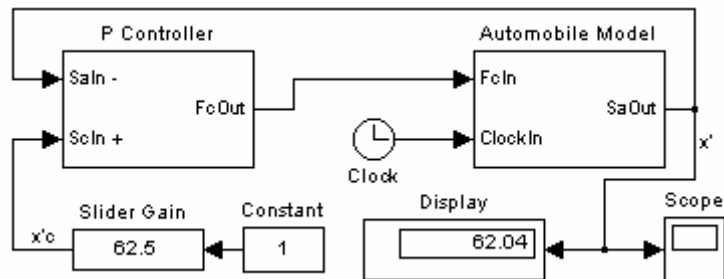 P Controller
Automobile Model
SaIn -
FcOut
ScIn +
FcIn
SaOut
ClockIn
Clock
x'
x'c
Slider Gain
62.5
Constant
1
Display
62.04
Scope